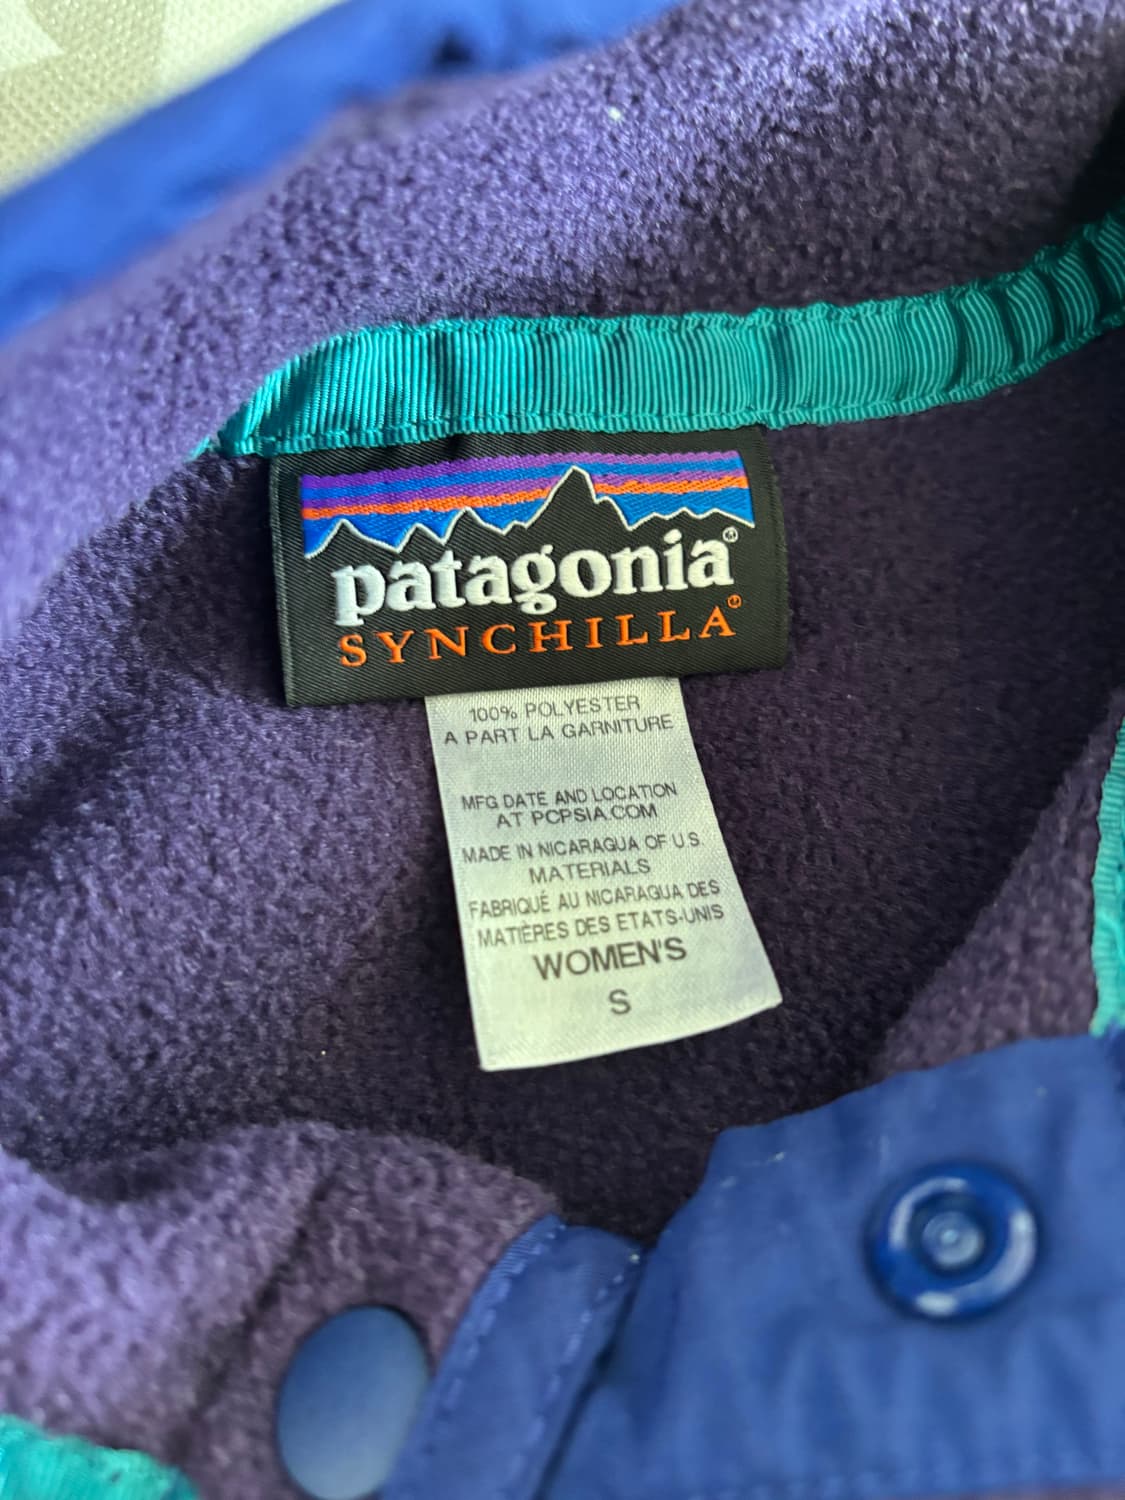 patagonia®
SYNCHILLA®
100% POLYESTER
A PART LA GARNITURE
MFG DATE AND LOCATION
AT PCPSIA.COM
MADE IN NICARAGUA OF U.S.
MATERIALS
FABRIQUÉ AU NICARAGUA DES
MATIÈRES DES ETATS-UNIS
WOMEN'S
S